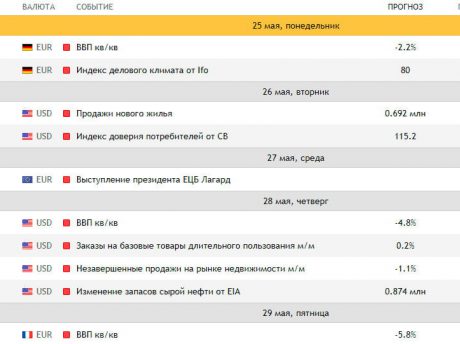 ВАЛЮТА СОБЫТИЕ ПРОГНОЗ
25 мая, понедельник
EUR ВВП кв/кв -2.2%
EUR Индекс делового климата от Ifo 80
26 мая, вторник
USD Продажи нового жилья 0.692 млн
USD Индекс доверия потребителей от CB 115.2
27 мая, среда
EUR Выступление президента ЕЦБ Лагард
28 мая, четверг
USD ВВП кв/кв -4.8%
USD Заказы на базовые товары длительного пользования м/м 0.2%
USD Незавершенные продажи на рынке недвижимости м/м -1.1%
USD Изменение запасов сырой нефти от EIA 0.874 млн
29 мая, пятница
EUR ВВП кв/кв -5.8%